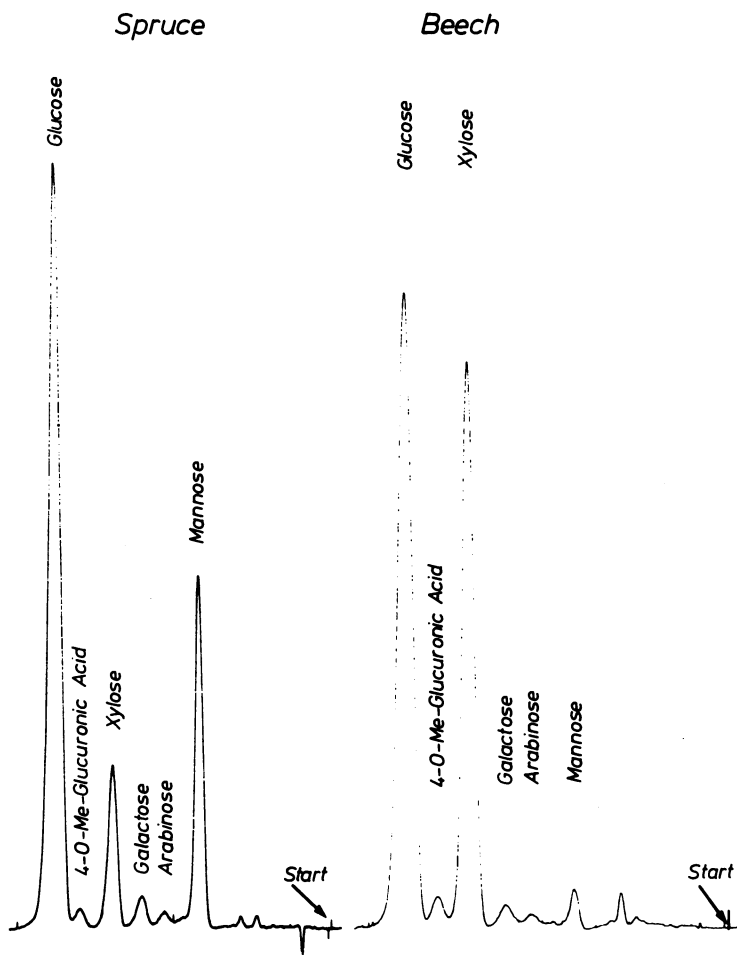 Spruce
Glucose
4-O-Me-Glucuronic Acid
Xylose
Galactose
Arabinose
Mannose
Start
Beech
Glucose
4-O-Me-Glucuronic Acid
Xylose
Galactose
Arabinose
Mannose
Start